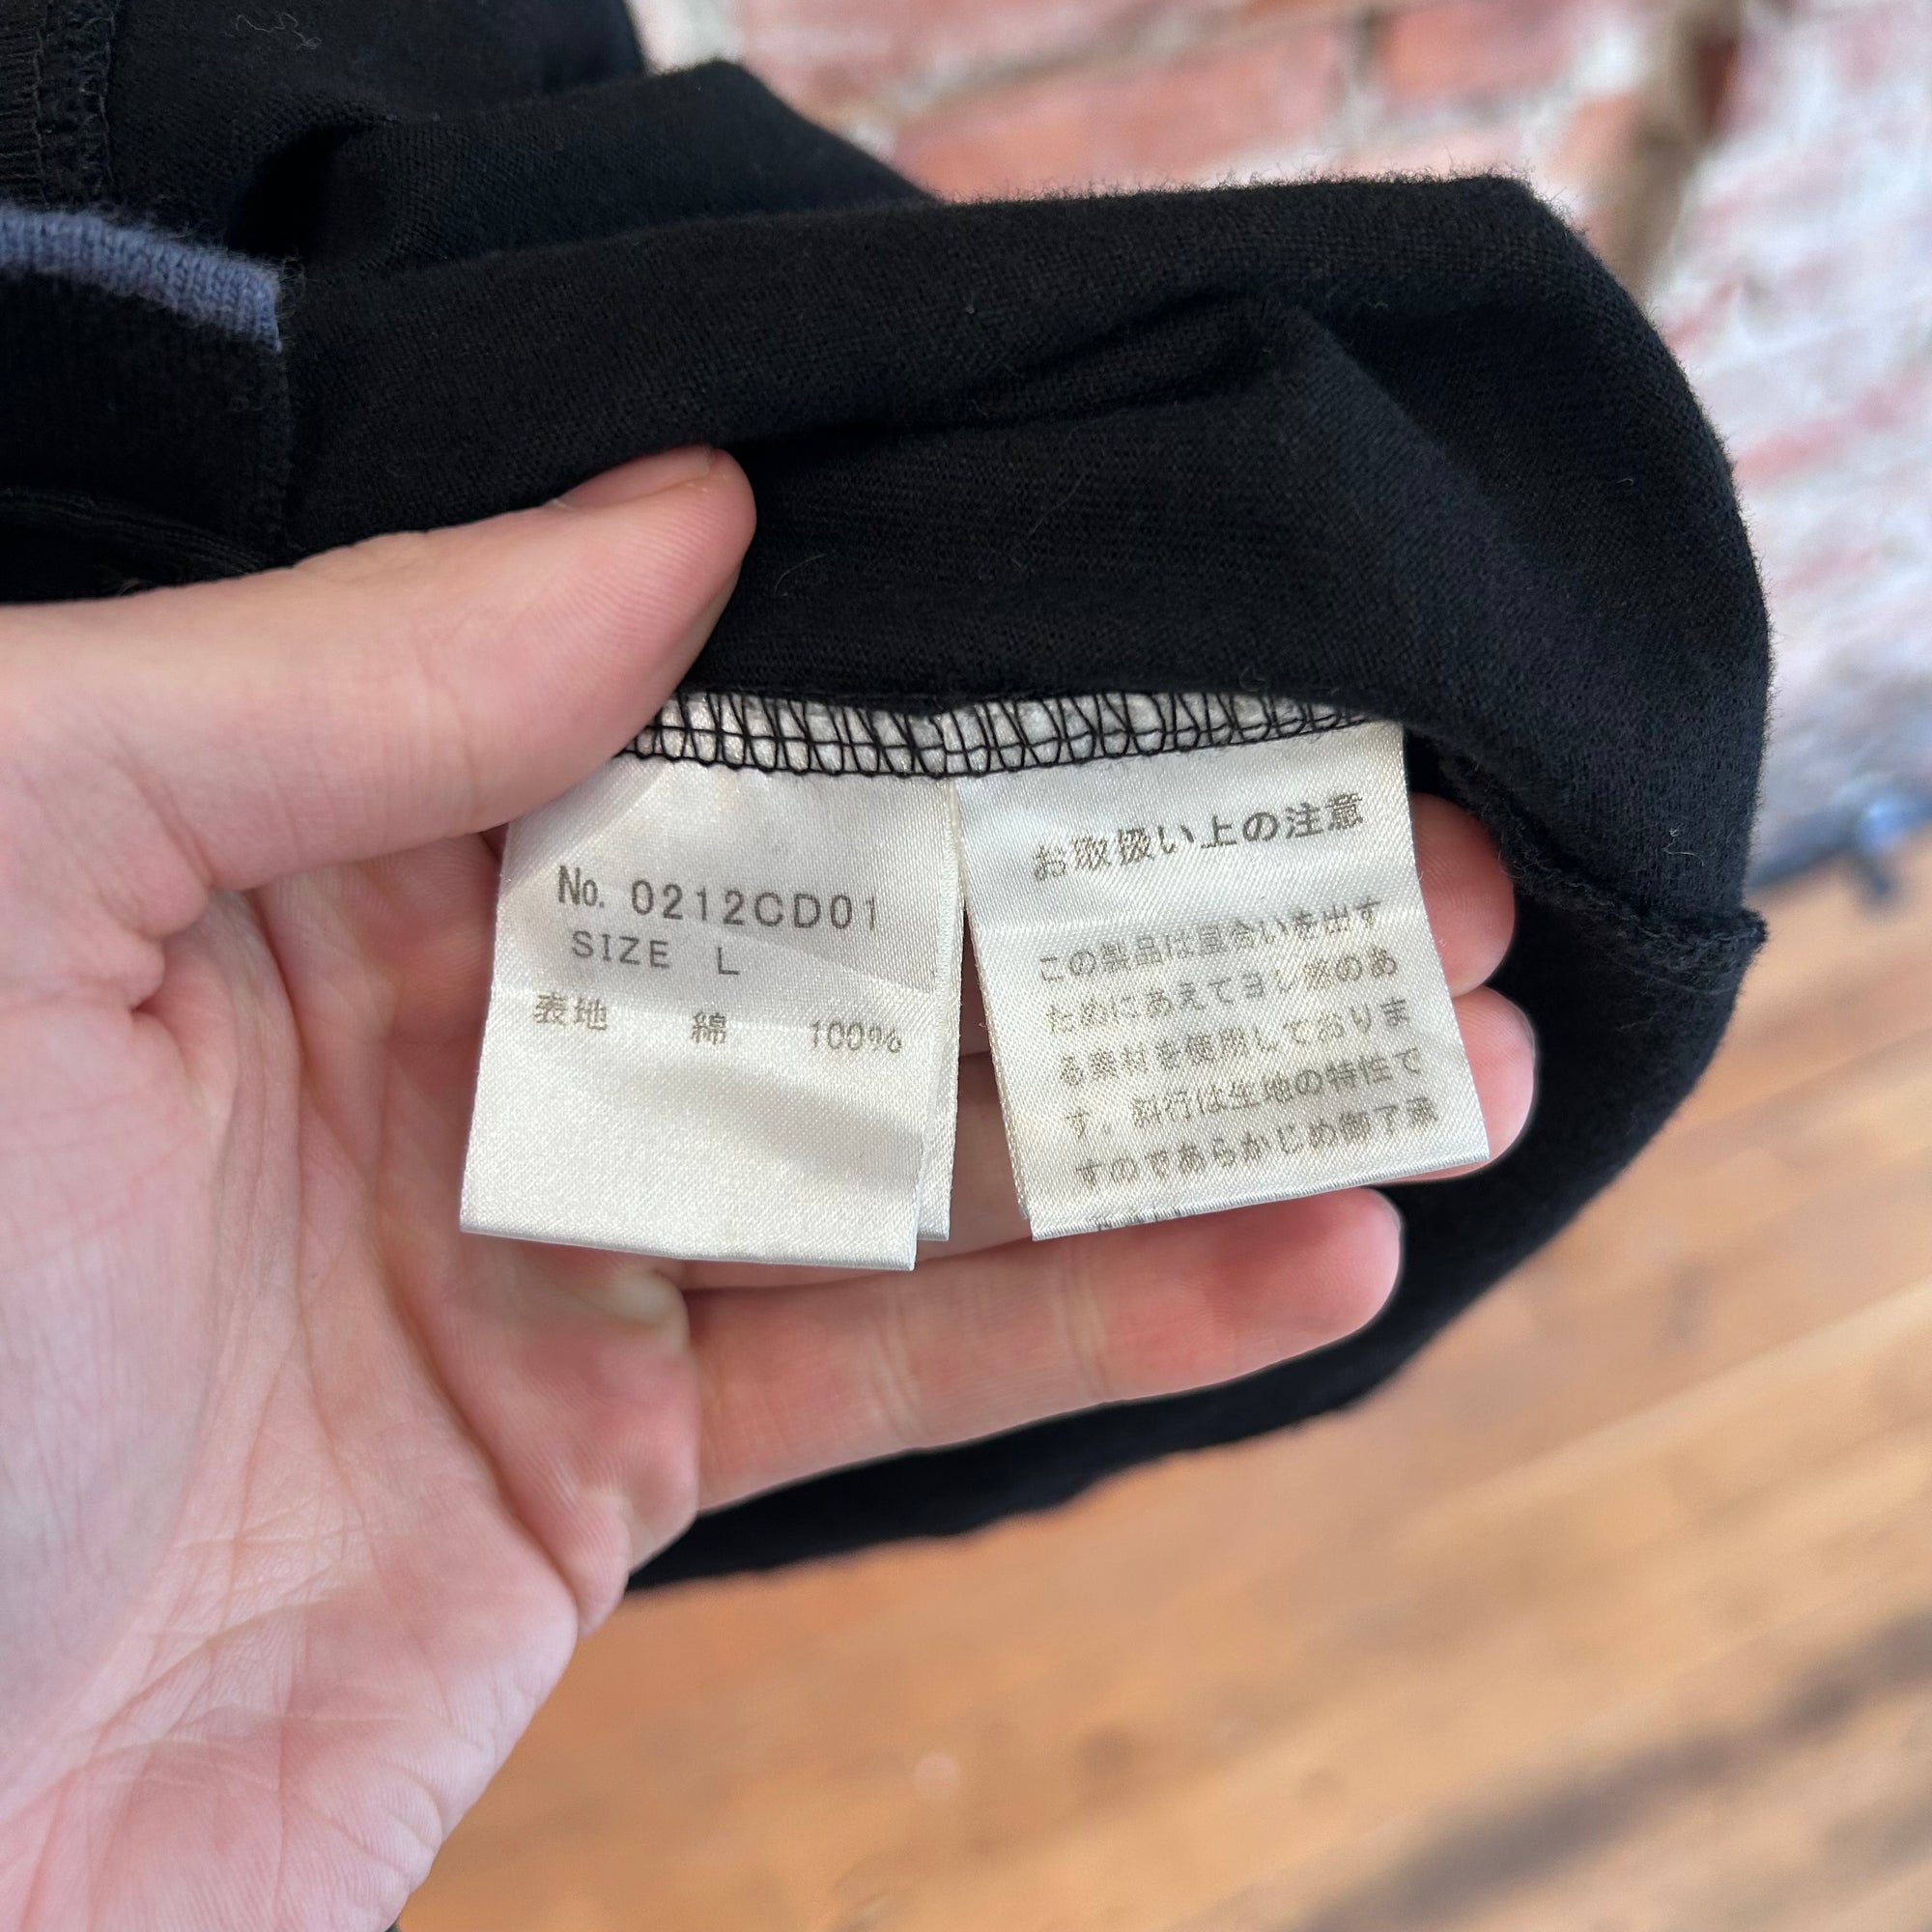 No. 0212CD01
SIZE L
表地 綿 100%
お取扱い上の注意
この製品は風合いを出す
ためにあえてヨレ感のあ
る素材を使用しておりま
す。斜行は生地の特性で
すのであらかじめ御了承